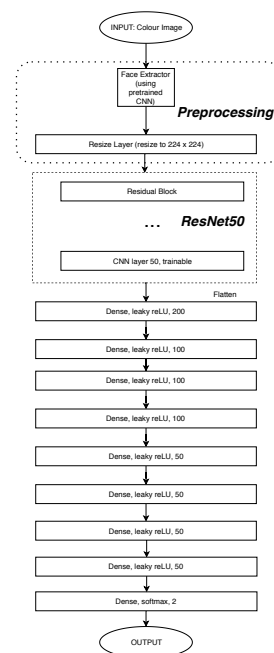 INPUT: Colour Image
Face Extractor
(using
pretrained
CNN)
Preprocessing
Resize Layer (resize to 224 x 224)
Residual Block
...
ResNet50
CNN layer 50, trainable
Flatten
Dense, leaky reLU, 200
Dense, leaky reLU, 100
Dense, leaky reLU, 100
Dense, leaky reLU, 100
Dense, leaky reLU, 50
Dense, leaky reLU, 50
Dense, leaky reLU, 50
Dense, leaky reLU, 50
Dense, softmax, 2
OUTPUT